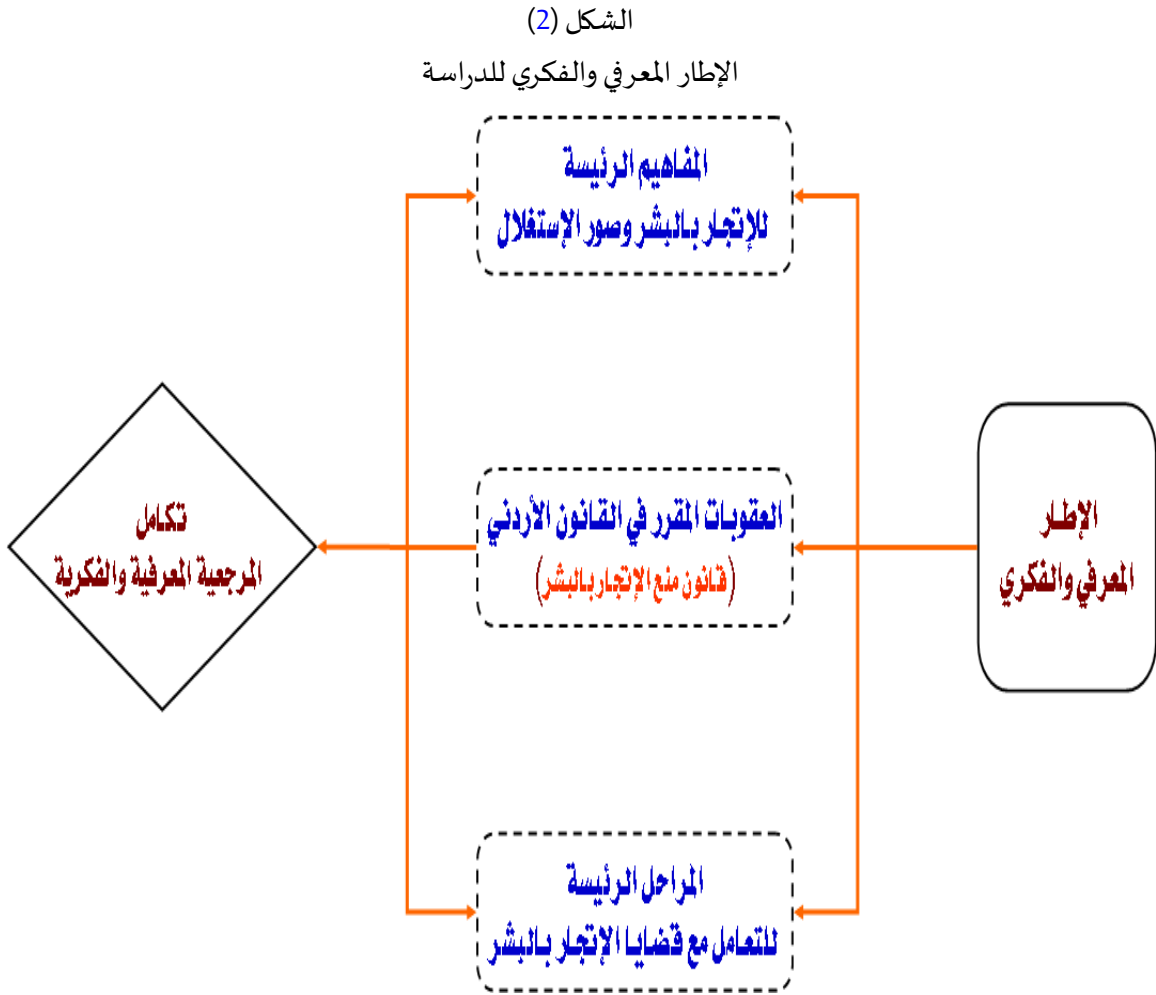 الشكل (2)
الإطار المعرفي والفكري للدراسة
المفاهيم الرئيسة
للإتجار بالبشر وصور الإستغلال
الإطار
المعرفي والفكري
العقوبات المقرر في القانون الأردني
(قانون منع الإتجار بالبشر)
تكامل
المرجعية المعرفية والفكرية
المراحل الرئيسة
للتعامل مع قضايا الإتجار بالبشر